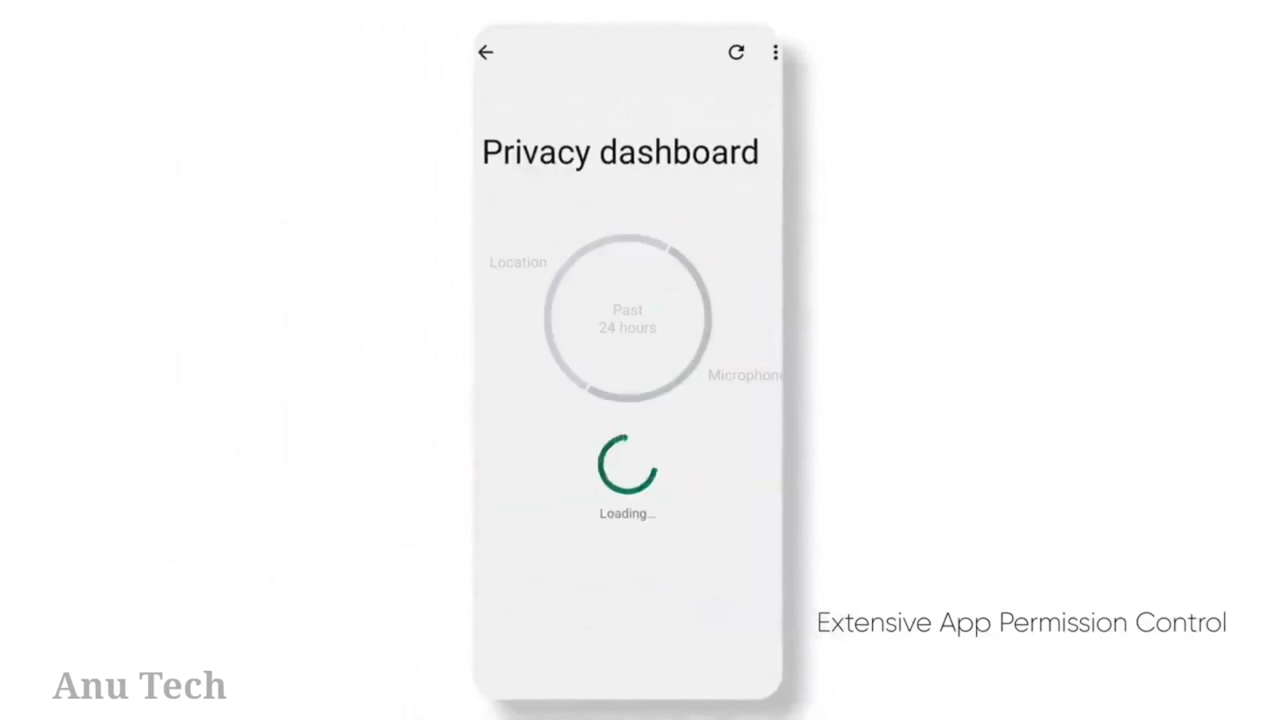 Privacy dashboard
Location
Past
24 hours
Microphone
Loading...
Extensive App Permission Control
Anu Tech